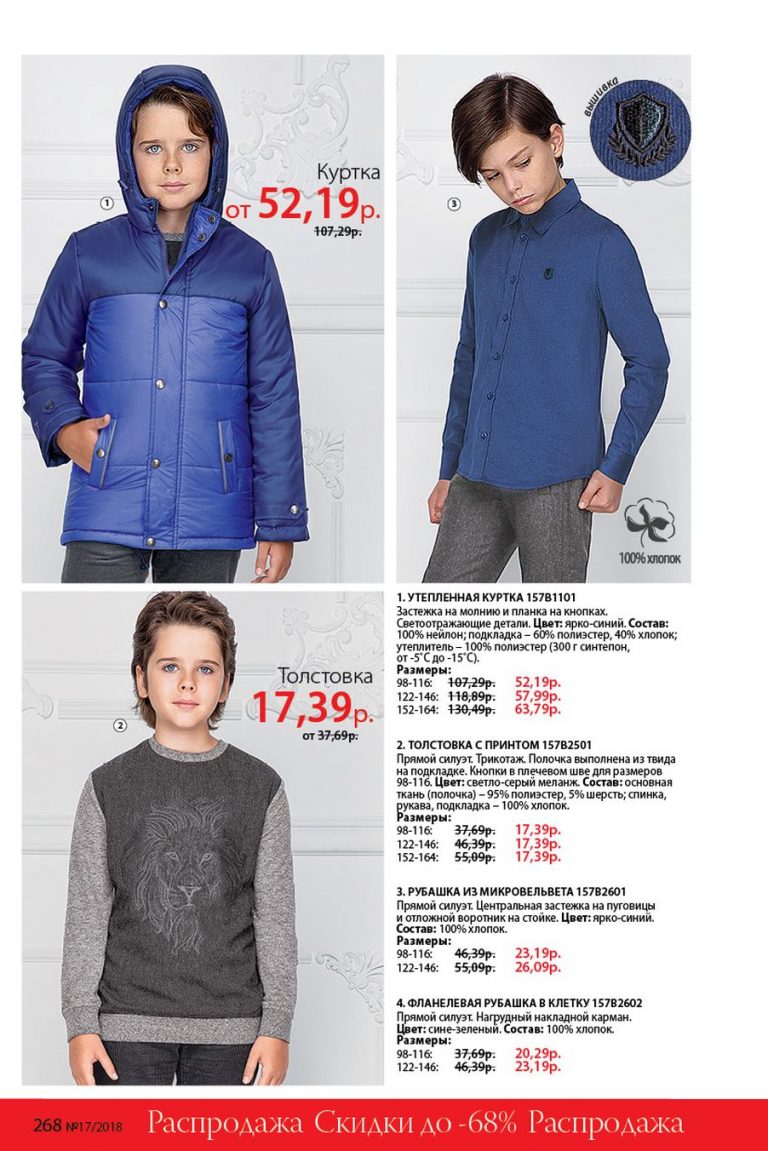 1
Куртка
от 52,19р.
107,29р.
3
вышивка
100% хлопок
2
Толстовка
17,39р.
от 37,69р.
1. УТЕПЛЕННАЯ КУРТКА 157B1101
Застежка на молнию и планка на кнопках.
Светоотражающие детали. Цвет: ярко-синий. Состав:
100% нейлон; подкладка – 60% полиэстер, 40% хлопок;
утеплитель – 100% полиэстер (300 г синтепон,
от -5˚С до -15˚С).
Размеры:
98-116: 107,29р. 52,19р.
122-146: 118,89р. 57,99р.
152-164: 130,49р. 63,79р.
2. ТОЛСТОВКА С ПРИНТОМ 157B2501
Прямой силуэт. Трикотаж. Полочка выполнена из твида
на подкладке. Кнопки в плечевом шве для размеров
98-116. Цвет: светло-серый меланж. Состав: основная
ткань (полочка) – 95% полиэстер, 5% шерсть; спинка,
рукава, подкладка – 100% хлопок.
Размеры:
98-116: 37,69р. 17,39р.
122-146: 46,39р. 17,39р.
152-164: 55,09р. 17,39р.
3. РУБАШКА ИЗ МИКРОВЕЛЬВЕТА 157B2601
Прямой силуэт. Центральная застежка на пуговицы
и отложной воротник на стойке. Цвет: ярко-синий.
Состав: 100% хлопок.
Размеры:
98-116: 46,39р. 23,19р.
122-146: 55,09р. 26,09р.
4. ФЛАНЕЛЕВАЯ РУБАШКА В КЛЕТКУ 157B2602
Прямой силуэт. Нагрудный накладной карман.
Цвет: сине-зеленый. Состав: 100% хлопок.
Размеры:
98-116: 37,69р. 20,29р.
122-146: 46,39р. 23,19р.
268 №17/2018 Распродажа Скидки до -68% Распродажа